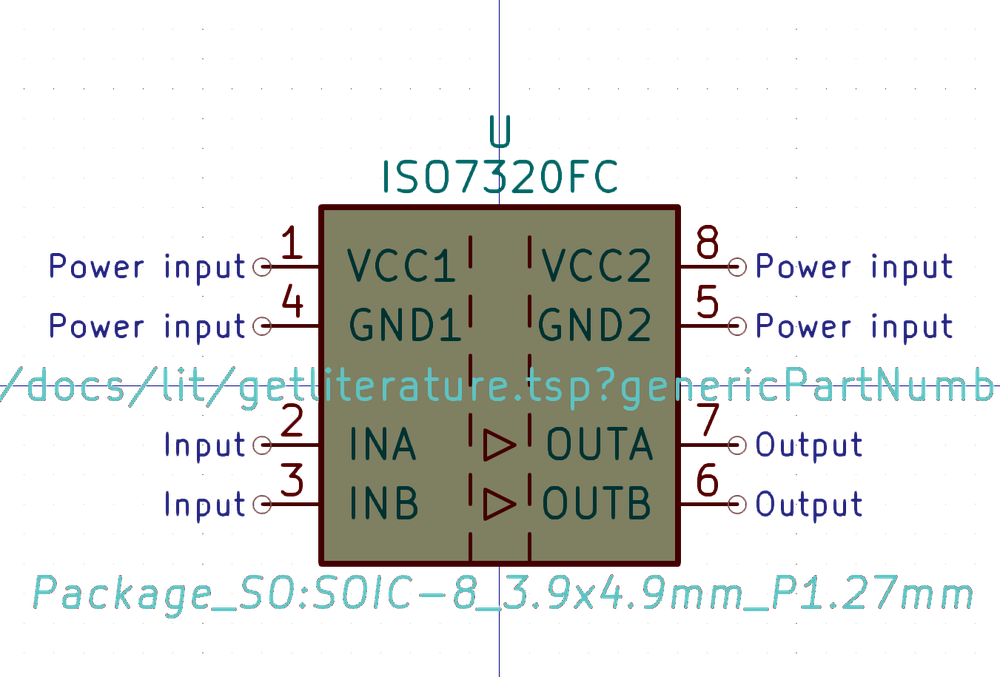 U
ISO7320FC
Power input 1 VCC1 VCC2 8 Power input
Power input 4 GND1 GND2 5 Power input
/docs/lit/getliterature.tsp?genericPartNumb
Input 2 INA OUTA 7 Output
Input 3 INB OUTB 6 Output
Package_SO:SOIC-8_3.9x4.9mm_P1.27mm